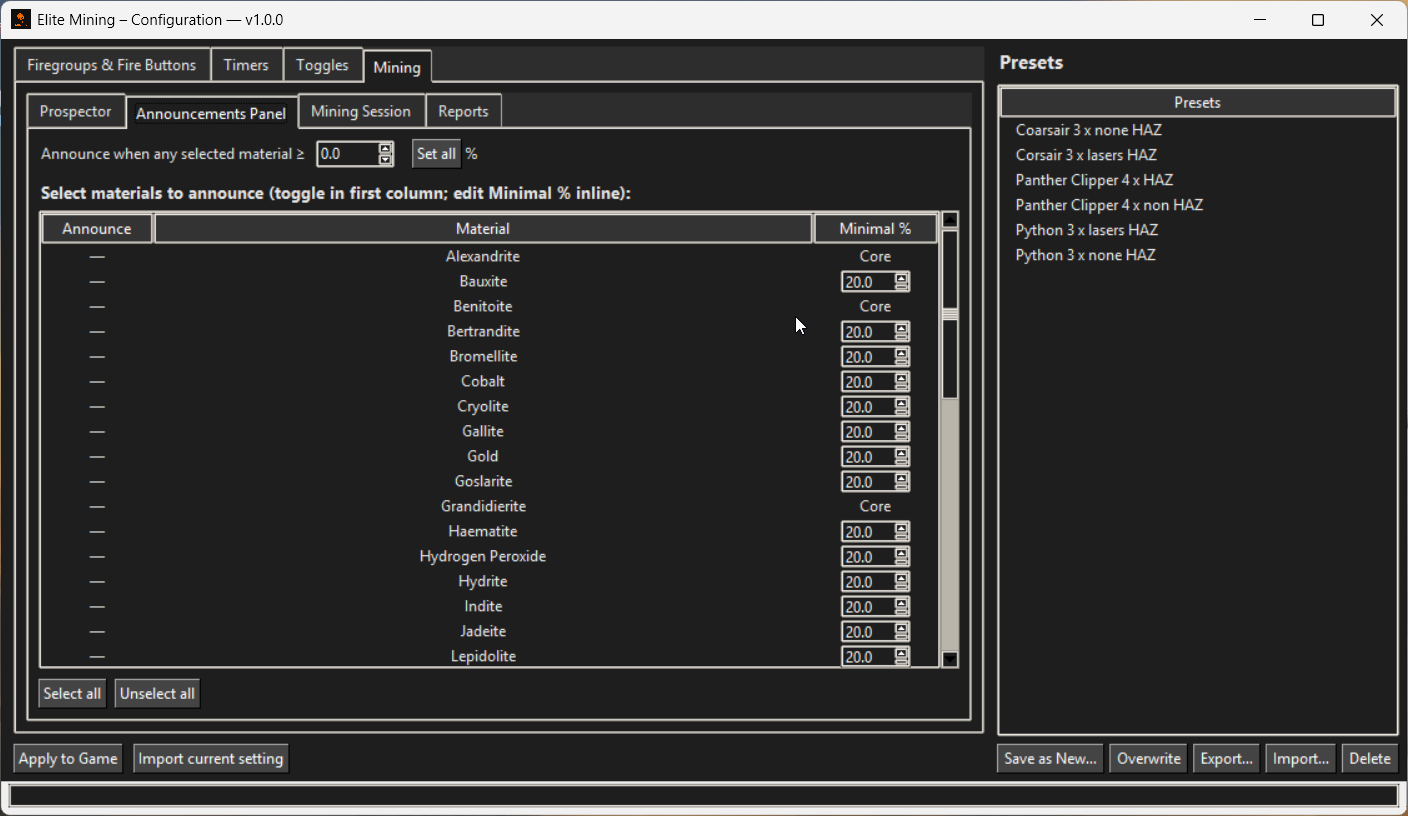 Elite Mining – Configuration — v1.0.0
Firegroups & Fire Buttons Timers Toggles Mining
Prospector Announcements Panel Mining Session Reports
Announce when any selected material ≥ 0.0 Set all %
Select materials to announce (toggle in first column; edit Minimal % inline):
Announce Material Minimal %
— Alexandrite Core
— Bauxite 20.0
— Benitoite Core
— Bertrandite 20.0
— Bromellite 20.0
— Cobalt 20.0
— Cryolite 20.0
— Gallite 20.0
— Gold 20.0
— Goslarite 20.0
— Grandidierite Core
— Haematite 20.0
— Hydrogen Peroxide 20.0
— Hydrite 20.0
— Indite 20.0
— Jadeite 20.0
— Lepidolite 20.0
Select all Unselect all
Apply to Game Import current setting
Presets
Presets
Coarsair 3 x none HAZ
Corsair 3 x lasers HAZ
Panther Clipper 4 x HAZ
Panther Clipper 4 x non HAZ
Python 3 x lasers HAZ
Python 3 x none HAZ
Save as New... Overwrite Export... Import... Delete